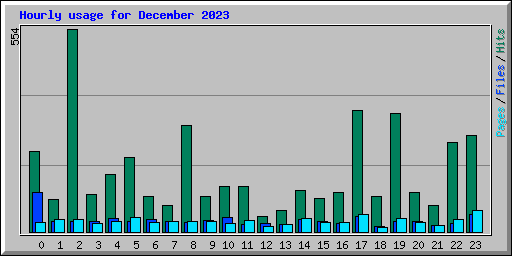 Hourly usage for December 2023
554
Pages/Files/Hits
0 1 2 3 4 5 6 7 8 9 10 11 12 13 14 15 16 17 18 19 20 21 22 23